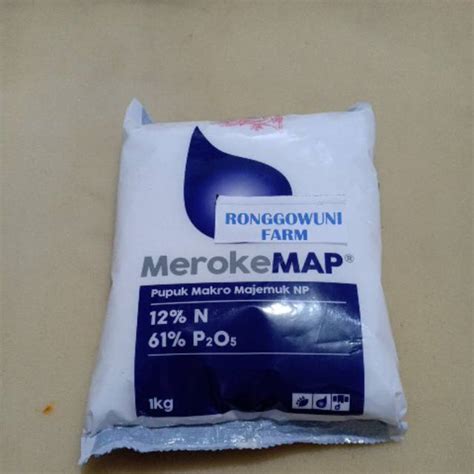 RONGGOWUNI
FARM
MerokeMAP®
Pupuk Makro Majemuk NP
12% N
61% P₂O₅
1kg